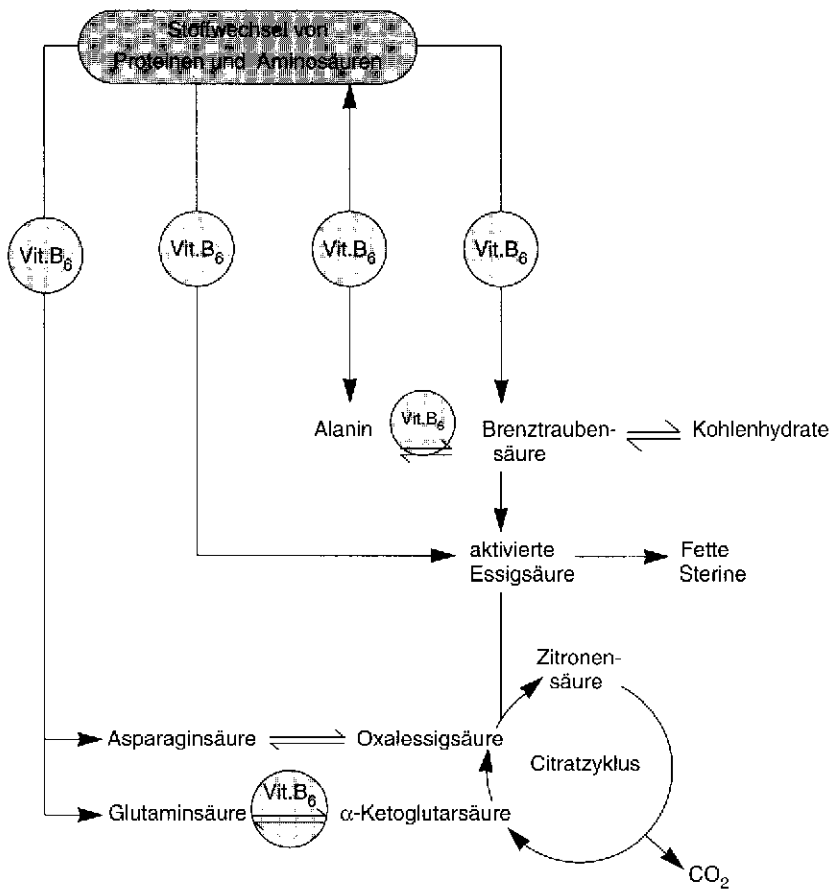 Stoffwechsel von
Proteinen und Aminosäuren
Vit.B₆
Vit.B₆
Vit.B₆
Vit.B₆
Alanin
Vit.B₆
Brenztrauben-
säure
Kohlenhydrate
aktivierte
Essigsäure
Fette
Sterine
Zitronen-
säure
Asparaginsäure
Oxalessigsäure
Citratzyklus
Glutaminsäure
Vit.B₆
α-Ketoglutarsäure
CO₂